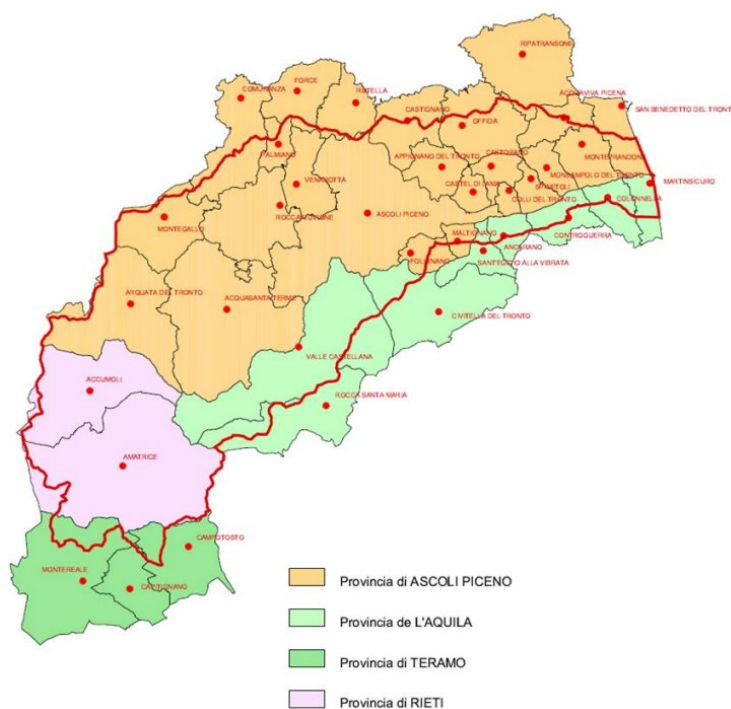 RIPATRANSONE
COMUNANZA
FORCE
ROTELLA
ACQUAVIVA PICENA
SAN BENEDETTO DEL TRONT
CASTIGNANO
OFFIDA
PALMIANO
APPIGNANO DEL TRONTO
CASTORANO
MONTEPRANDONE
VENAROTTA
CASTEL DI LAMA
MONSAMPOLO DEL TRONTO
SPINETOLI
MARTINSICURO
COLLI DEL TRONTO
COLONNELLA
MONTEGALLO
ROCCAFLUVIONE
ASCOLI PICENO
CONTROGUERRA
MALTIGNANO
ANCARANO
FOLIGNANO
SANT'EGIDIO ALLA VIBRATA
ARQUATA DEL TRONTO
ACQUASANTA TERME
CIVITELLA DEL TRONTO
VALLE CASTELLANA
ACCUMOLI
ROCCA SANTA MARIA
AMATRICE
CAMPOTOSTO
MONTEREALE
CAPITIGNANO
Provincia di ASCOLI PICENO
Provincia de L'AQUILA
Provincia di TERAMO
Provincia di RIETI